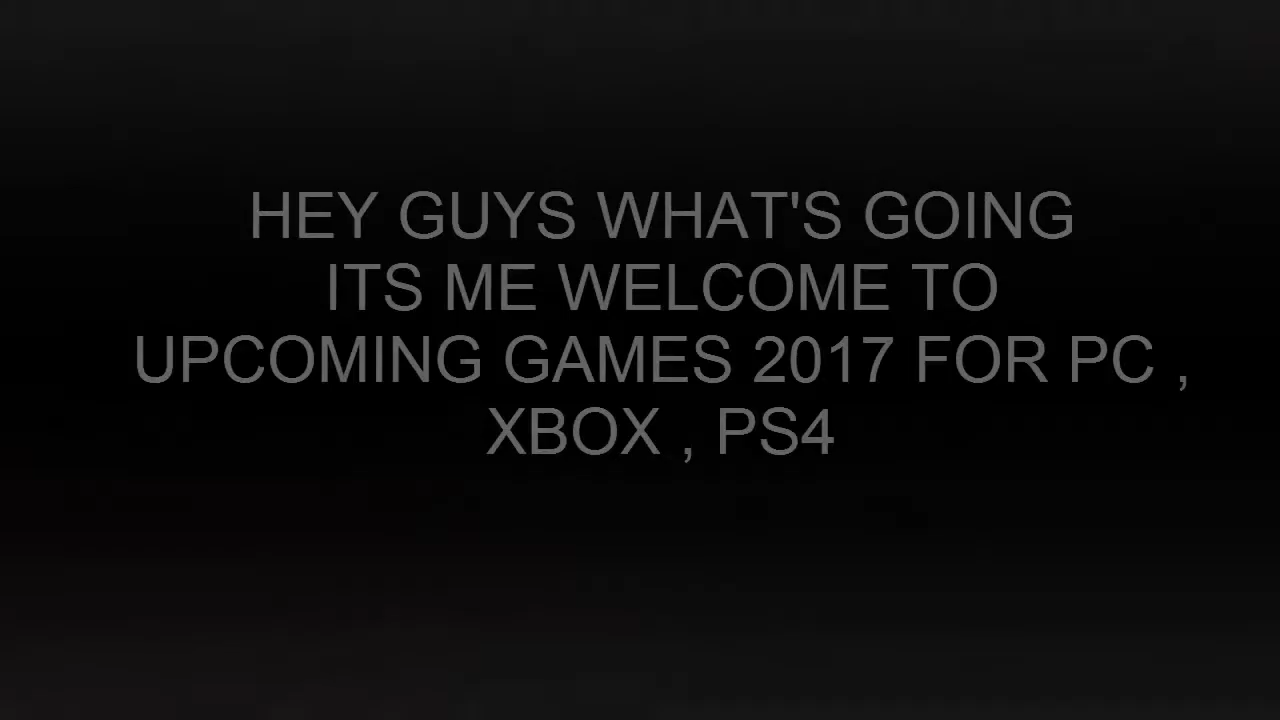 HEY GUYS WHAT'S GOING
ITS ME WELCOME TO
UPCOMING GAMES 2017 FOR PC ,
XBOX , PS4